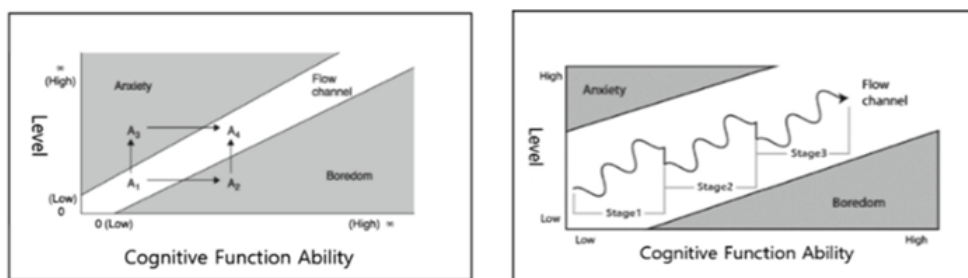 ∞
(High)
Anxiety
Flow
channel
Level
A3
A4
A1
A2
Boredom
(Low)
0
0 (Low)
(High) ∞
Cognitive Function Ability
High
Anxiety
Flow
channel
Level
Stage3
Stage2
Stage1
Boredom
Low
Low
High
Cognitive Function Ability